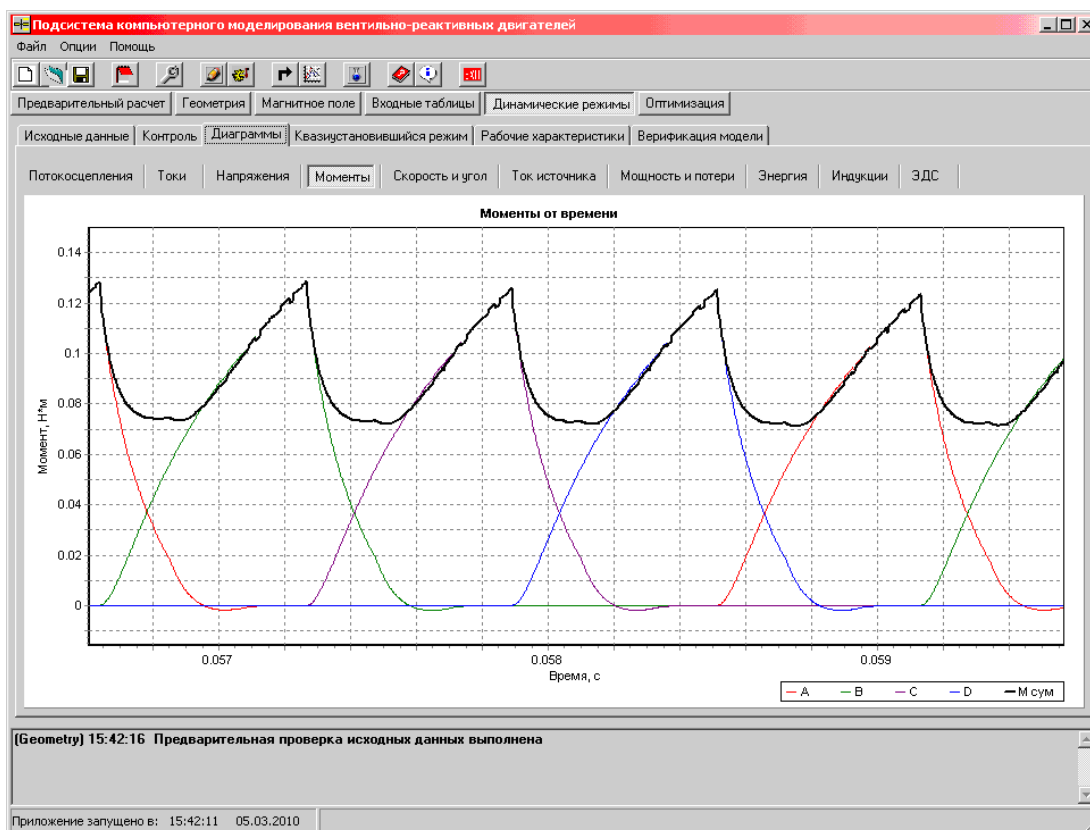 Подсистема компьютерного моделирования вентильно-реактивных двигателей
Файл Опции Помощь
Предварительный расчет Геометрия Магнитное поле Входные таблицы Динамические режимы Оптимизация
Исходные данные Контроль Диаграммы Квазиустановившийся режим Рабочие характеристики Верификация модели
Потокосцепления Токи Напряжения Моменты Скорость и угол Ток источника Мощность и потери Энергия Индукции ЭДС
Моменты от времени
0.14
0.12
0.1
0.08
0.06
0.04
0.02
0
Момент, Н*м
0.057 0.058 0.059
Время, с
A B C D М сум
(Geometry) 15:42:16 Предварительная проверка исходных данных выполнена
Приложение запущено в: 15:42:11 05.03.2010